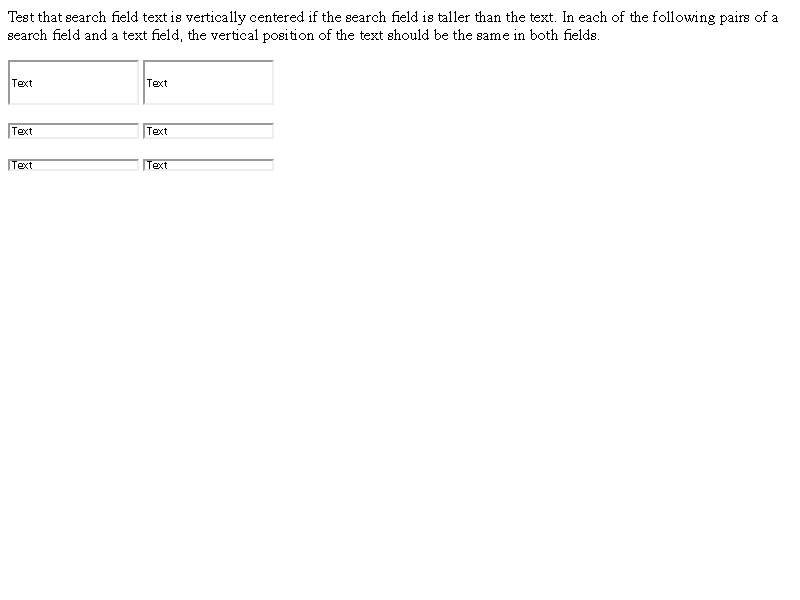 Test that search field text is vertically centered if the search field is taller than the text. In each of the following pairs of a
search field and a text field, the vertical position of the text should be the same in both fields.
Text Text
Text Text
Text Text